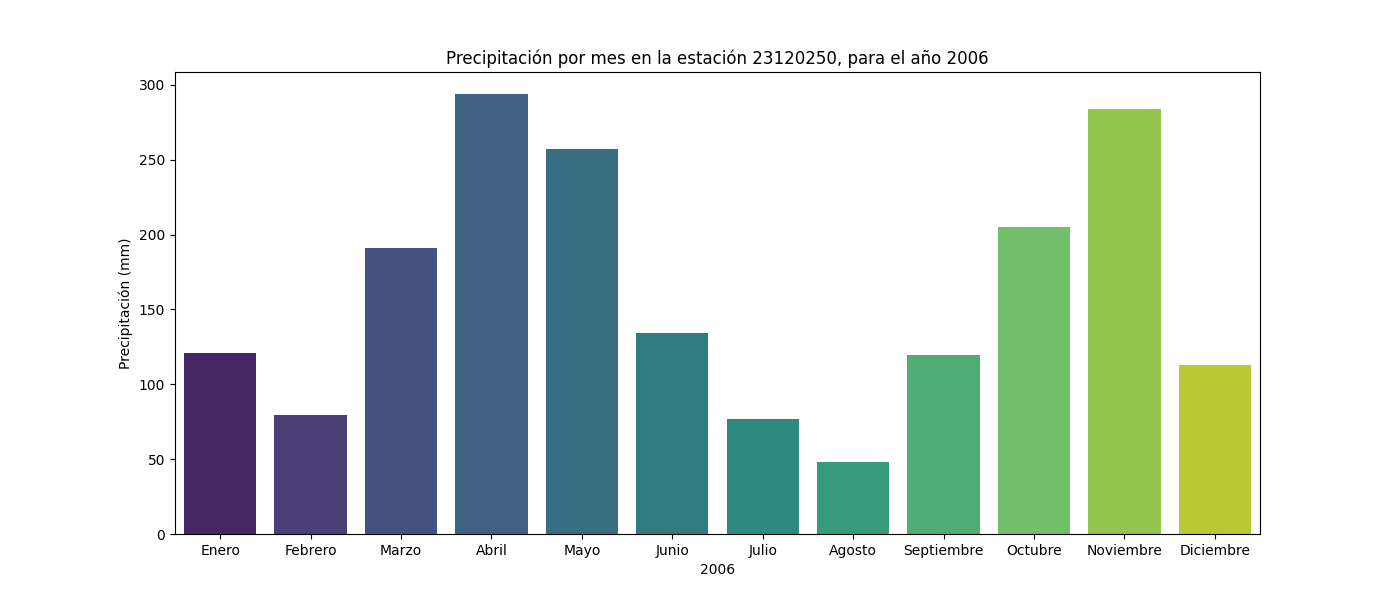 Precipitación por mes en la estación 23120250, para el año 2006
Precipitación (mm)
300
250
200
150
100
50
0
Enero Febrero Marzo Abril Mayo Junio Julio Agosto Septiembre Octubre Noviembre Diciembre
2006